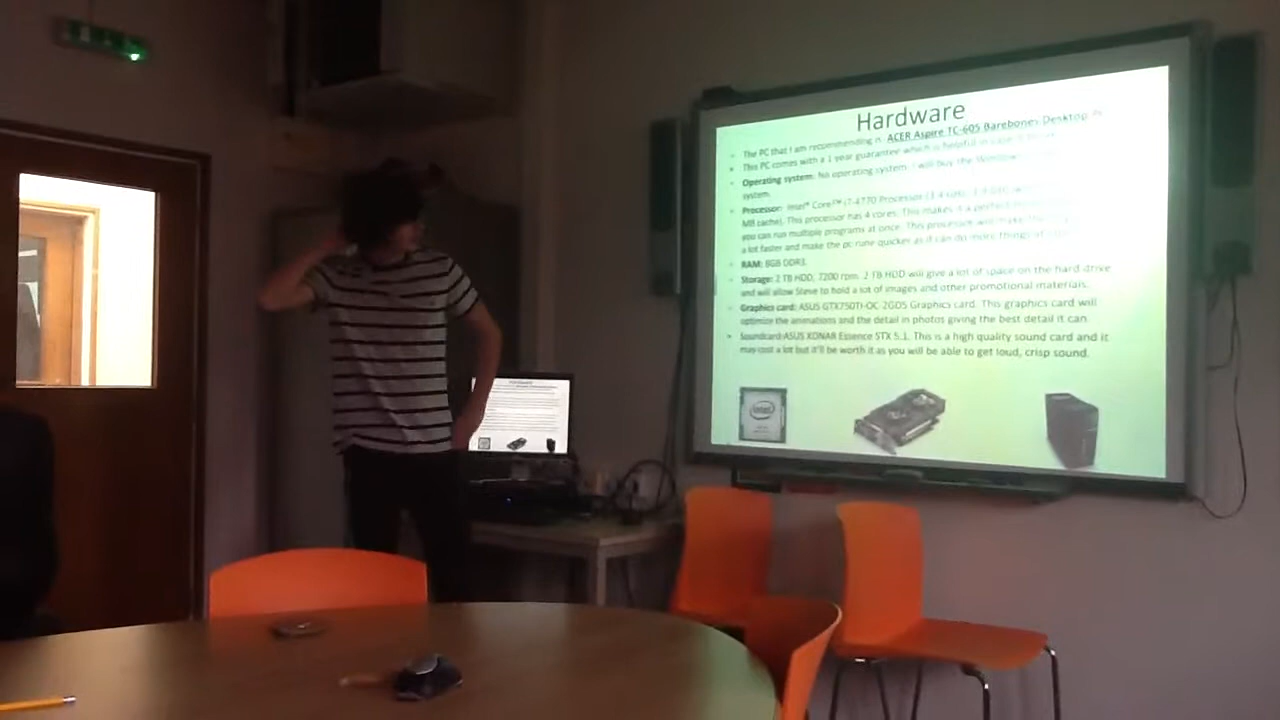 Hardware
The PC that I am recommending is ACER Aspire TC-605 Barebones Desktop
This PC comes with a 1 year guarantee which is helpful in case
Operating system: No operating system. I will buy the Windows
system.
Processor: Intel® Core™ i7-4770 Processor (3.4 GHz
MB cache). This processor has 4 cores. This makes it a perfect
you can run multiple programs at once. This processor will make
a lot faster and make the pc rune quicker as it can do more things at
RAM: 8GB DDR3.
Storage: 2 TB HDD, 7200 rpm. 2 TB HDD will give a lot of space on the hard drive
and will allow Steve to hold a lot of images and other promotional materials.
Graphics card: ASUS GTX750TI-OC-2GD5 Graphics card. This graphics card will
optimize the animations and the detail in photos giving the best detail it can.
Soundcard: ASUS XONAR Essence STX 5.1. This is a high quality sound card and it
may cost a lot but it'll be worth it as you will be able to get loud, crisp sound.
intel